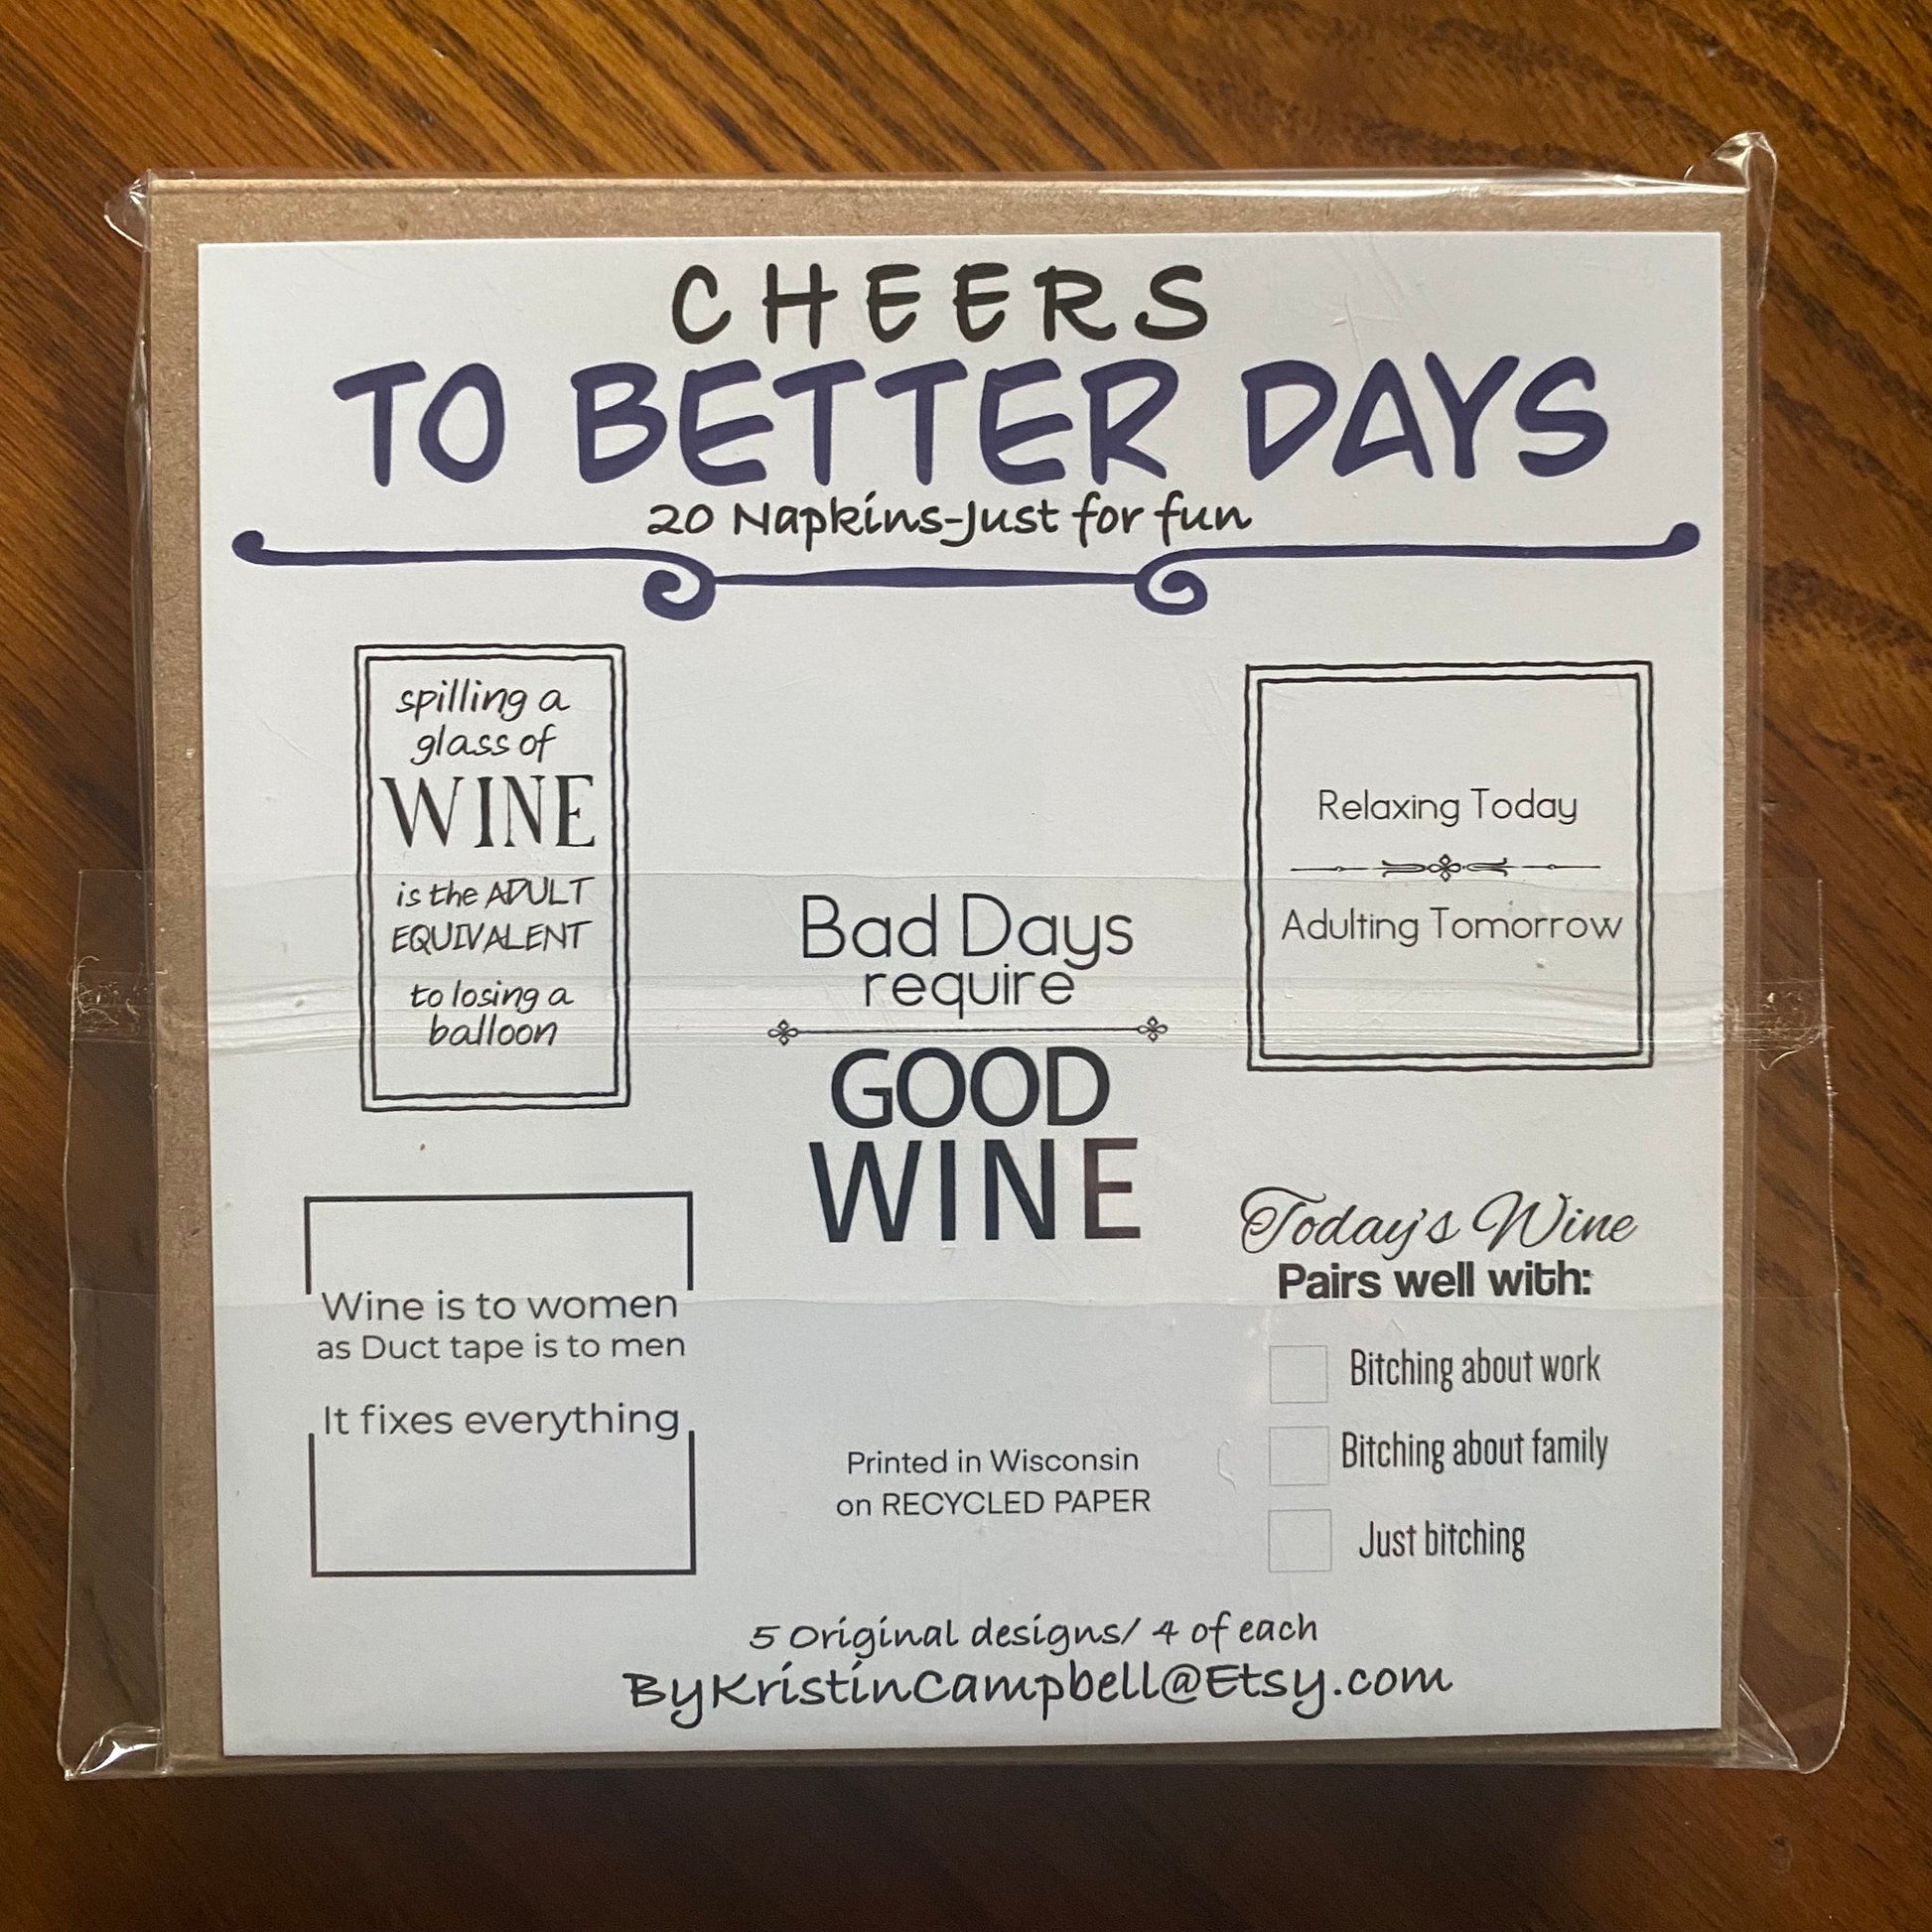 CHEERS
TO BETTER DAYS
20 Napkins-Just for fun
spilling a
glass of
WINE
is the ADULT
EQUIVALENT
to losing a
balloon
Bad Days
require
GOOD
WINE
Relaxing Today
Adulting Tomorrow
Wine is to women
as Duct tape is to men
It fixes everything
Printed in Wisconsin
on RECYCLED PAPER
Today's Wine
Pairs well with:
Bitching about work
Bitching about family
Just bitching
5 Original designs/ 4 of each
ByKristinCampbell@Etsy.com